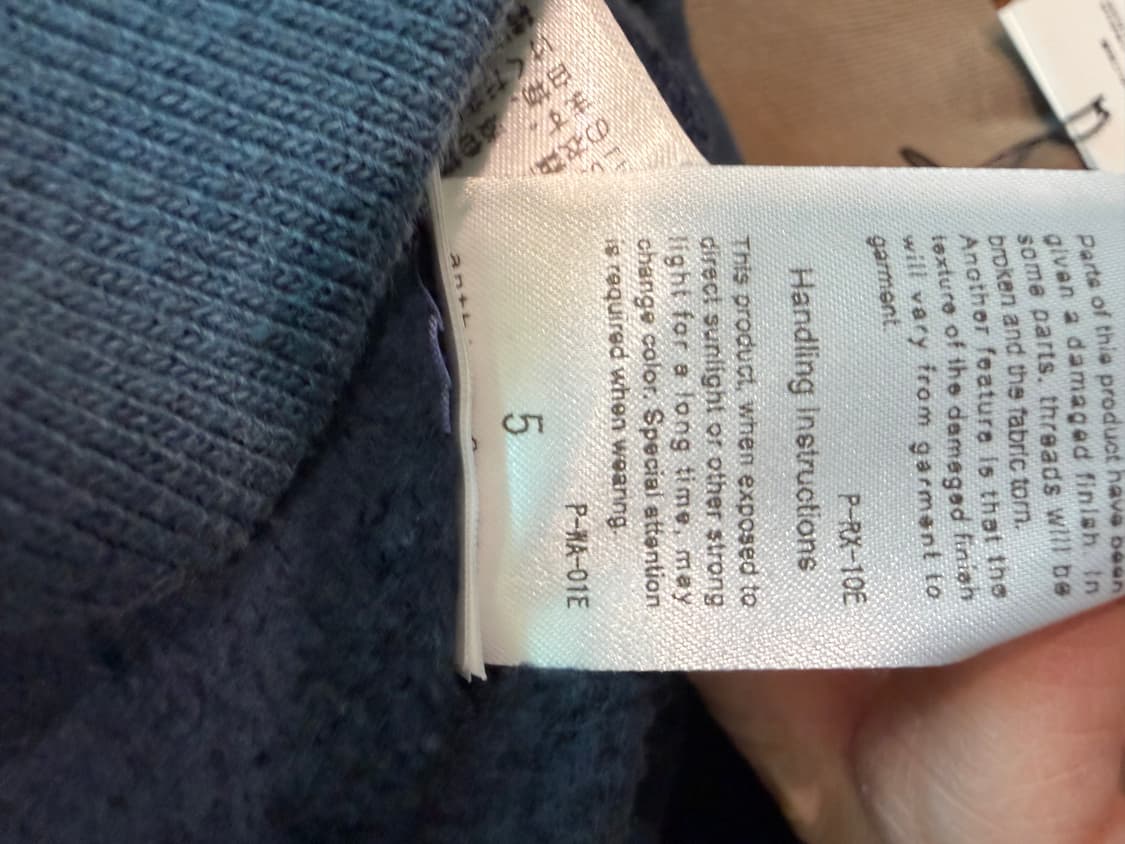 Parts of this product have been
given a damaged finish in
some parts. threads will be
broken and the fabric torn.
Another feature is that the
texture of the damaged finish
will vary from garment to
garment.
P-RX-10E
Handling Instructions
This product, when exposed to
direct sunlight or other strong
light for a long time, may
change color. Special attention
is required when wearing.
P-WA-01E
5